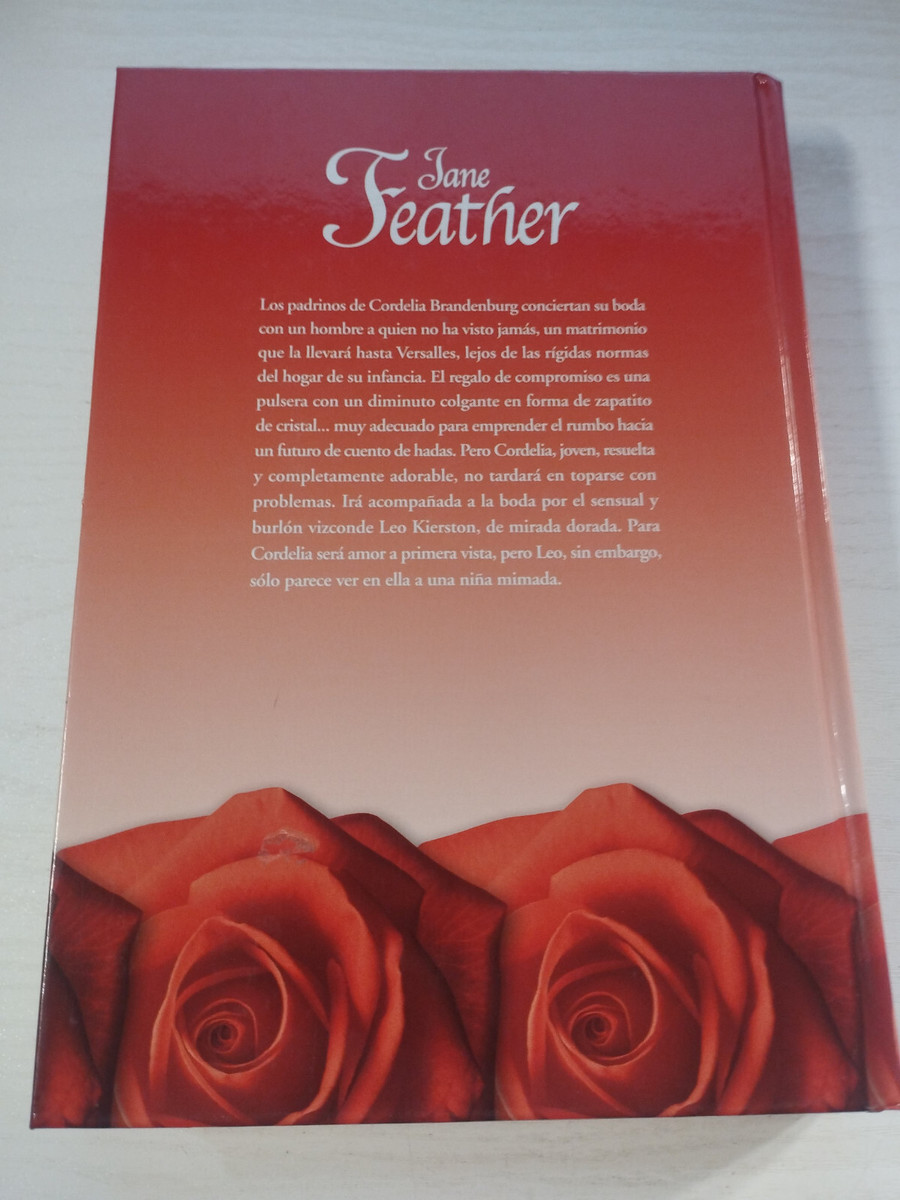 Jane
Feather
Los padrinos de Cordelia Brandenburg conciertan su boda
con un hombre a quien no ha visto jamás, un matrimonio
que la llevará hasta Versalles, lejos de las rígidas normas
del hogar de su infancia. El regalo de compromiso es una
pulsera con un diminuto colgante en forma de zapatito
de cristal... muy adecuado para emprender el rumbo hacia
un futuro de cuento de hadas. Pero Cordelia, joven, resuelta
y completamente adorable, no tardará en toparse con
problemas. Irá acompañada a la boda por el sensual y
burlón vizconde Leo Kierston, de mirada dorada. Para
Cordelia será amor a primera vista, pero Leo, sin embargo,
sólo parece ver en ella a una niña mimada.